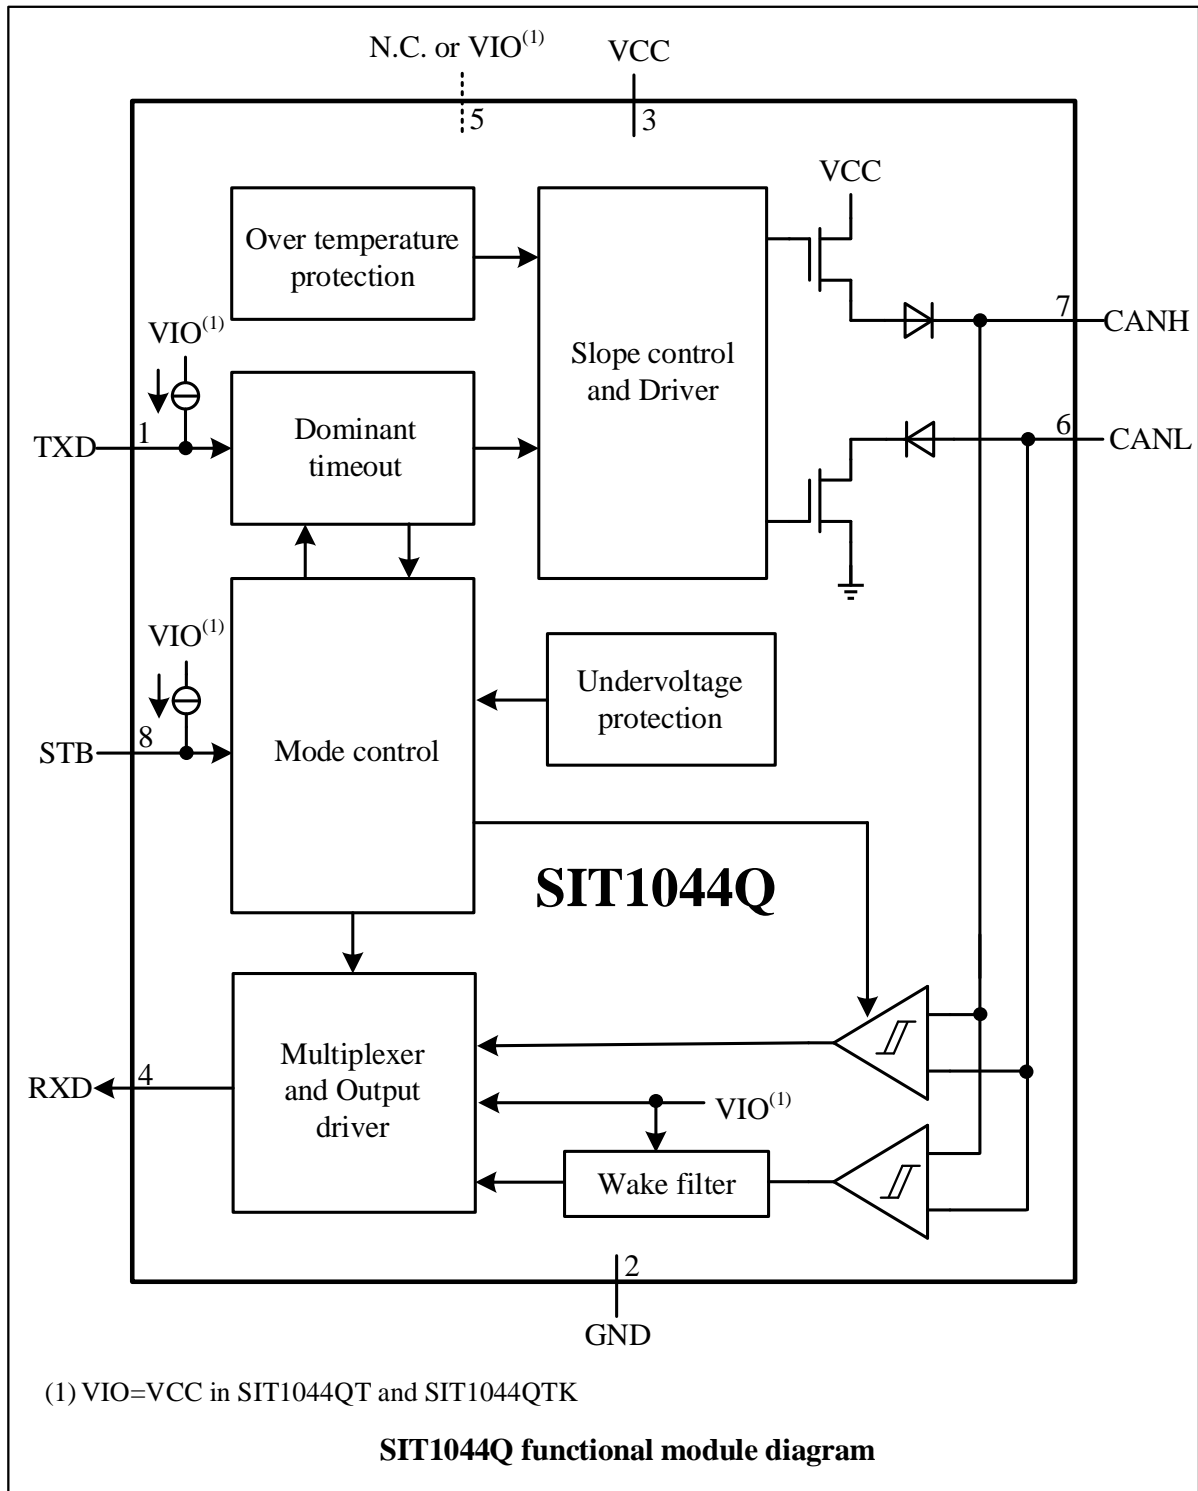 N.C. or VIO(1)
VCC
5
3
VCC
Over temperature
protection
Slope control
and Driver
7
CANH
VIO(1)
Dominant
timeout
TXD
1
6
CANL
VIO(1)
Undervoltage
protection
STB
8
Mode control
SIT1044Q
Multiplexer
and Output
driver
RXD
4
VIO(1)
Wake filter
2
GND
(1) VIO=VCC in SIT1044QT and SIT1044QTK
SIT1044Q functional module diagram